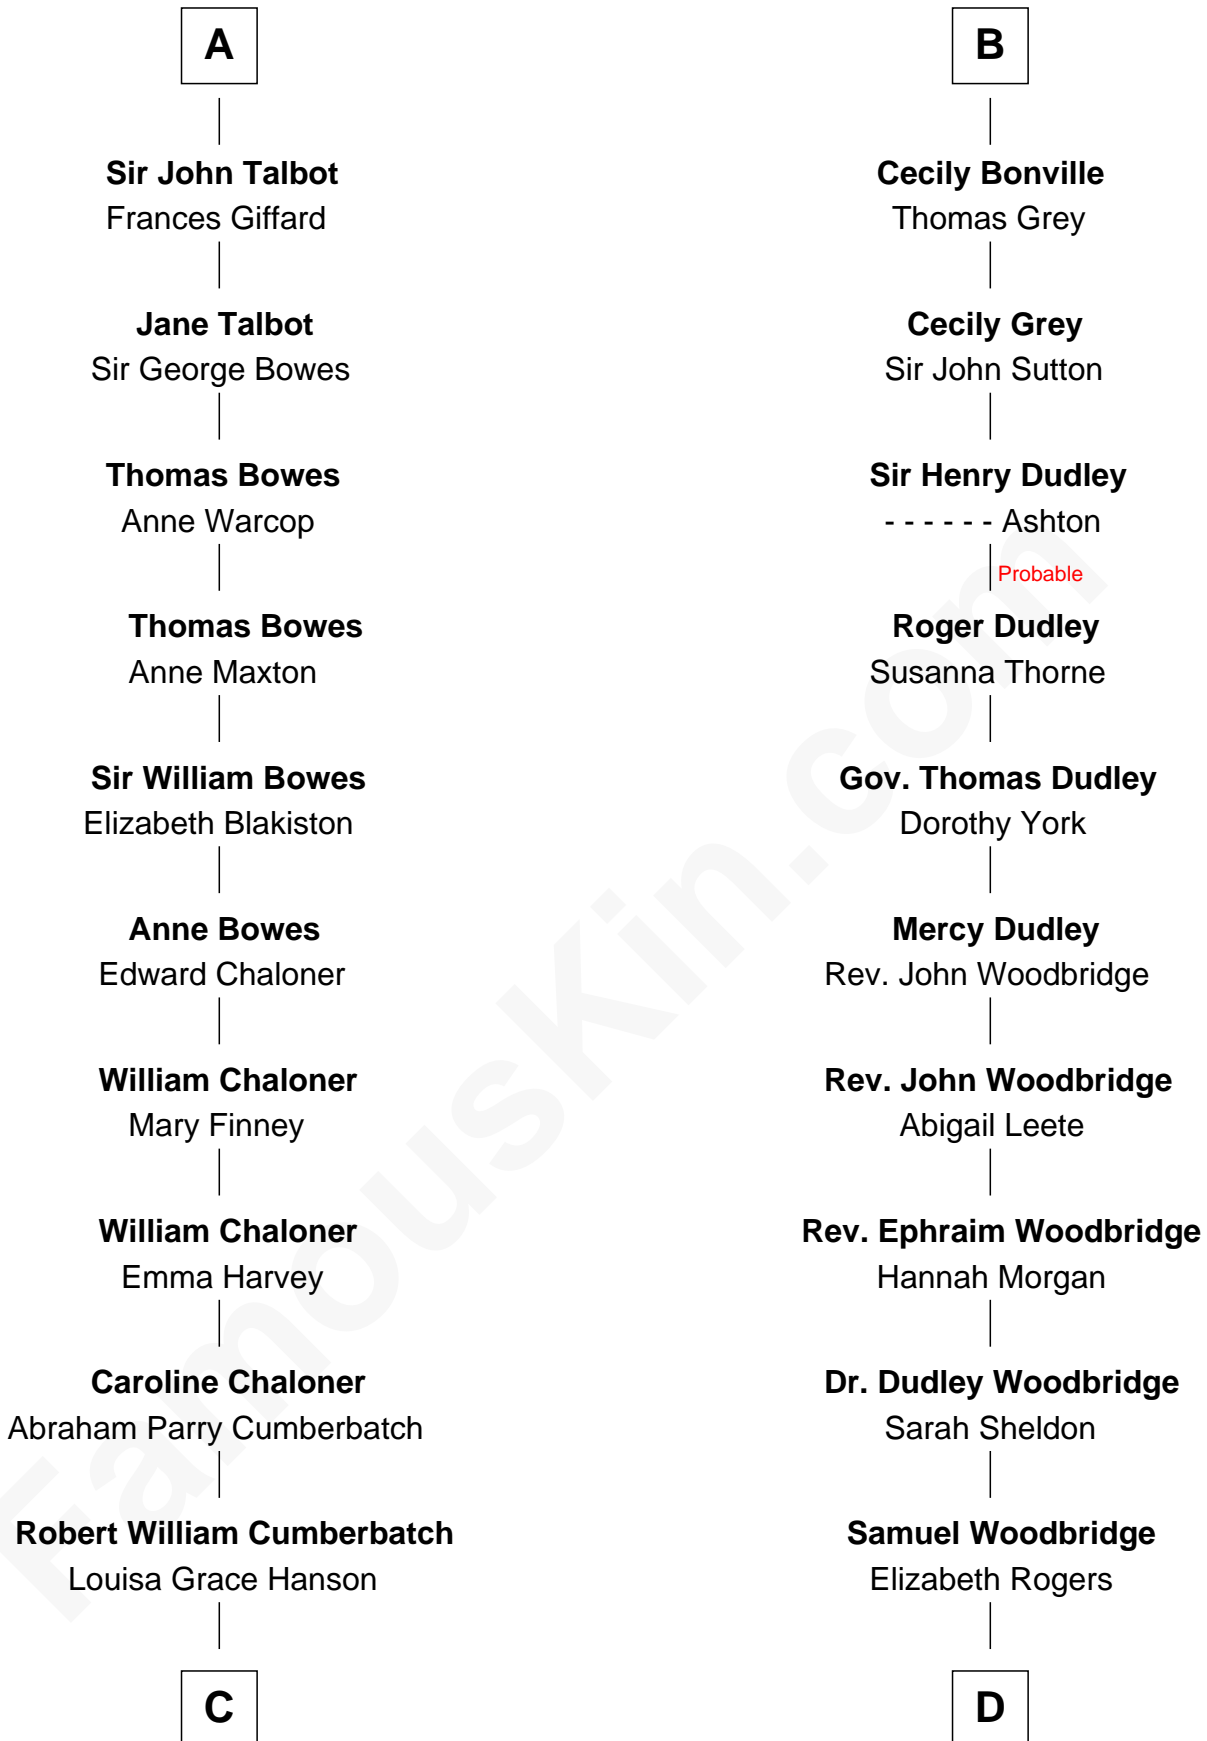 A
Sir John Talbot
Frances Giffard
Jane Talbot
Sir George Bowes
Thomas Bowes
Anne Warcop
Thomas Bowes
Anne Maxton
Sir William Bowes
Elizabeth Blakiston
Anne Bowes
Edward Chaloner
William Chaloner
Mary Finney
William Chaloner
Emma Harvey
Caroline Chaloner
Abraham Parry Cumberbatch
Robert William Cumberbatch
Louisa Grace Hanson
C
B
Cecily Bonville
Thomas Grey
Cecily Grey
Sir John Sutton
Sir Henry Dudley
- - - - - - Ashton
Probable
Roger Dudley
Susanna Thorne
Gov. Thomas Dudley
Dorothy York
Mercy Dudley
Rev. John Woodbridge
Rev. John Woodbridge
Abigail Leete
Rev. Ephraim Woodbridge
Hannah Morgan
Dr. Dudley Woodbridge
Sarah Sheldon
Samuel Woodbridge
Elizabeth Rogers
D
FamousKin.com